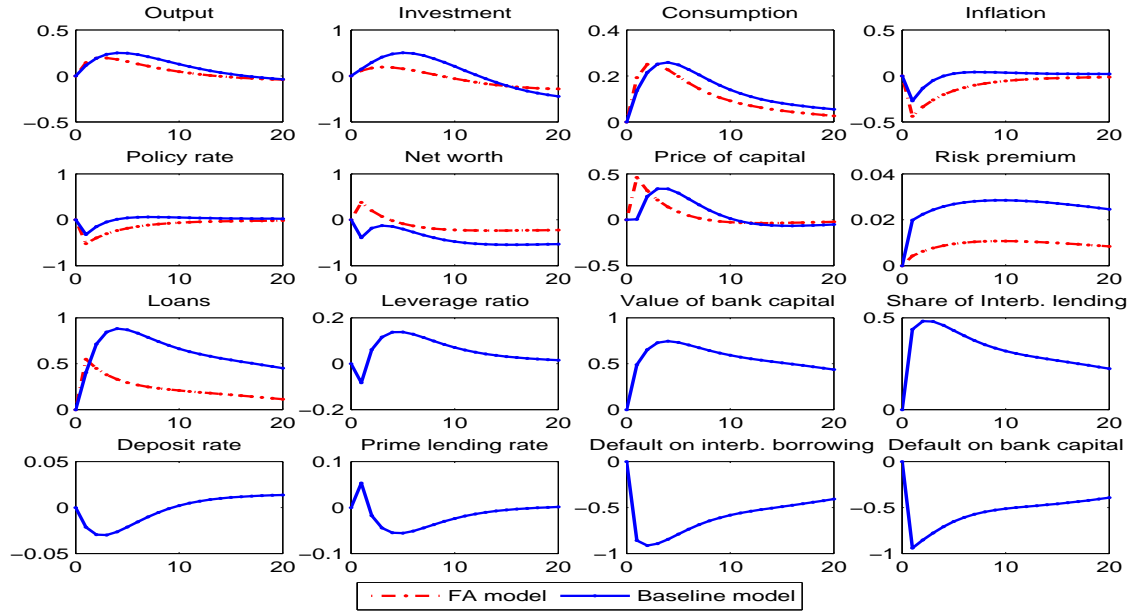 Output
Investment
Consumption
Inflation
0.5
0
−0.5
0 10 20
1
0
−1
0 10 20
0.4
0.2
0
0 10 20
0.5
0
−0.5
0 10 20
Policy rate
Net worth
Price of capital
Risk premium
1
0
−1
0 10 20
1
0
−1
0 10 20
0.5
0
−0.5
0 10 20
0.04
0.02
0
0 10 20
Loans
Leverage ratio
Value of bank capital
Share of Interb. lending
1
0.5
0
0 10 20
0.2
0
−0.2
0 10 20
1
0.5
0
0 10 20
0.5
0
0 10 20
Deposit rate
Prime lending rate
Default on interb. borrowing
Default on bank capital
0.05
0
−0.05
0 10 20
0.1
0
−0.1
0 10 20
0
−0.5
−1
0 10 20
0
−0.5
−1
0 10 20
FA model
Baseline model